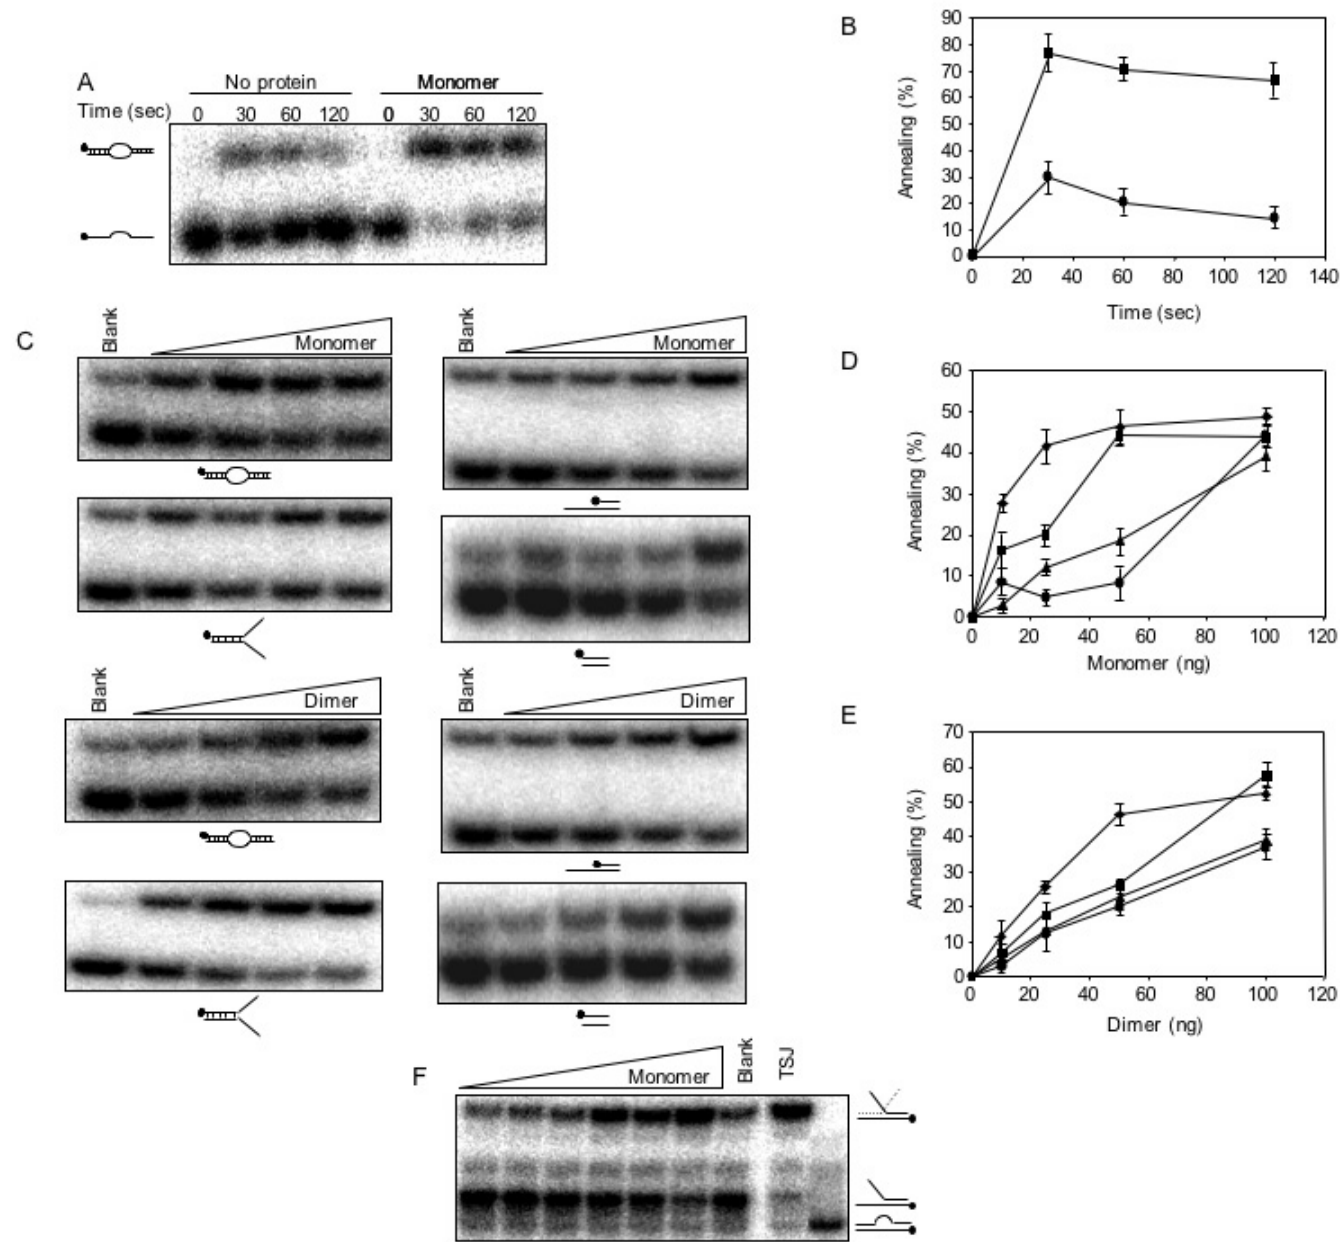 A
No protein Monomer
Time (sec) 0 30 60 120 0 30 60 120
B
90
80
70
60
50
40
30
20
10
0
Annealing (%)
0 20 40 60 80 100 120 140
Time (sec)
C
Blank Monomer
Blank Monomer
Blank Dimer
Blank Dimer
D
60
50
40
30
20
10
0
Annealing (%)
0 20 40 60 80 100 120
Monomer (ng)
E
70
60
50
40
30
20
10
0
Annealing (%)
0 20 40 60 80 100 120
Dimer (ng)
F
Monomer Blank TSJ